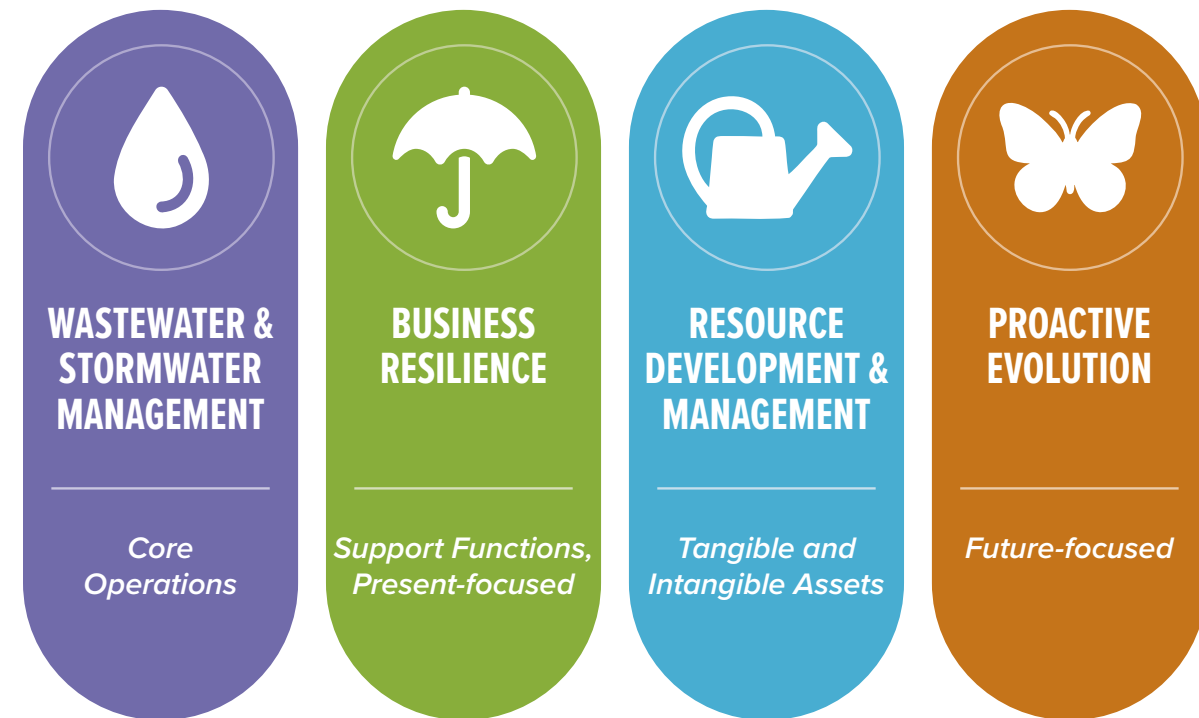 WASTEWATER &
STORMWATER
MANAGEMENT
Core
Operations
BUSINESS
RESILIENCE
Support Functions,
Present-focused
RESOURCE
DEVELOPMENT &
MANAGEMENT
Tangible and
Intangible Assets
PROACTIVE
EVOLUTION
Future-focused